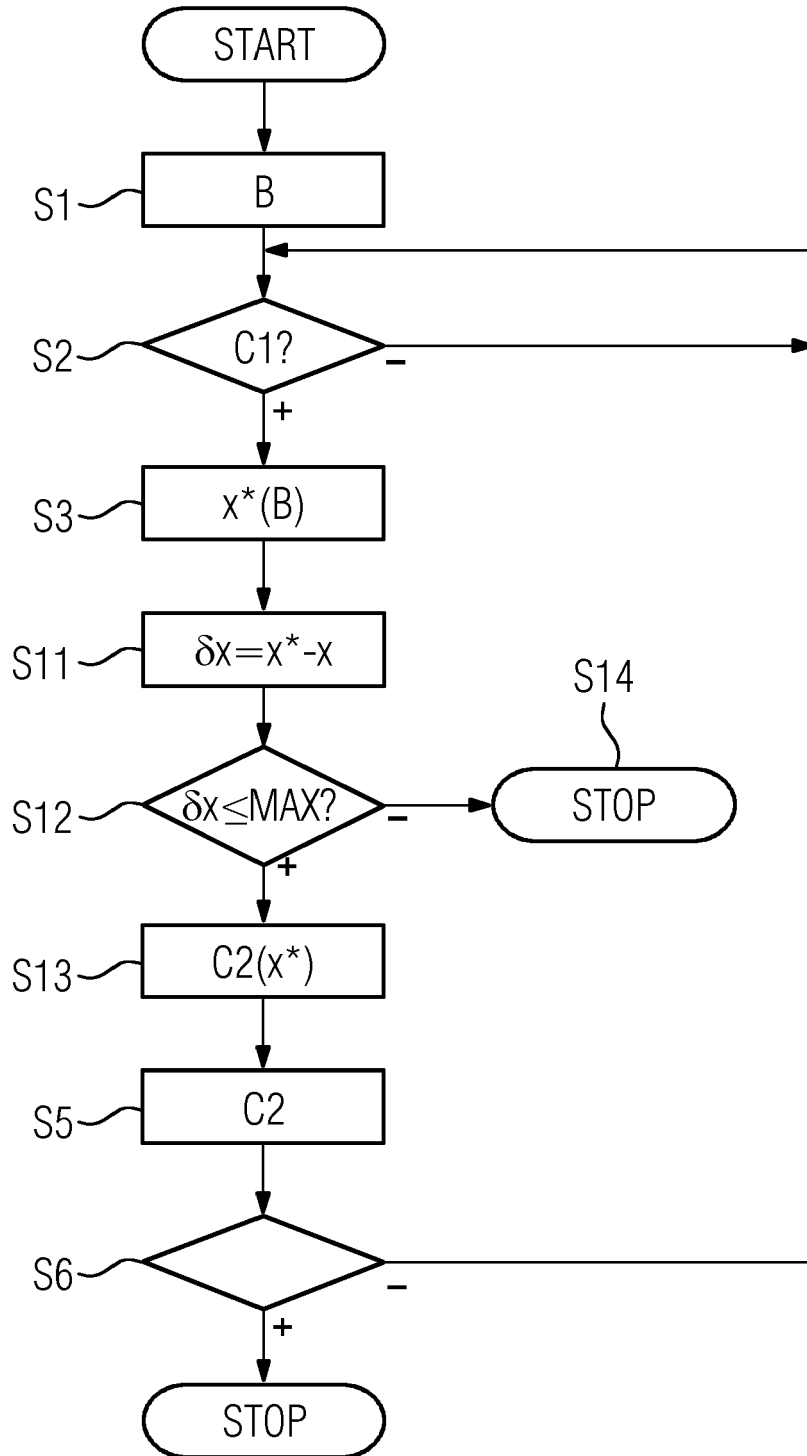 START
B
S1
C1?
S2
−
+
x*(B)
S3
δx=x*-x
S11
S14
δx≤MAX?
S12
−
STOP
+
C2(x*)
S13
C2
S5
S6
−
+
STOP